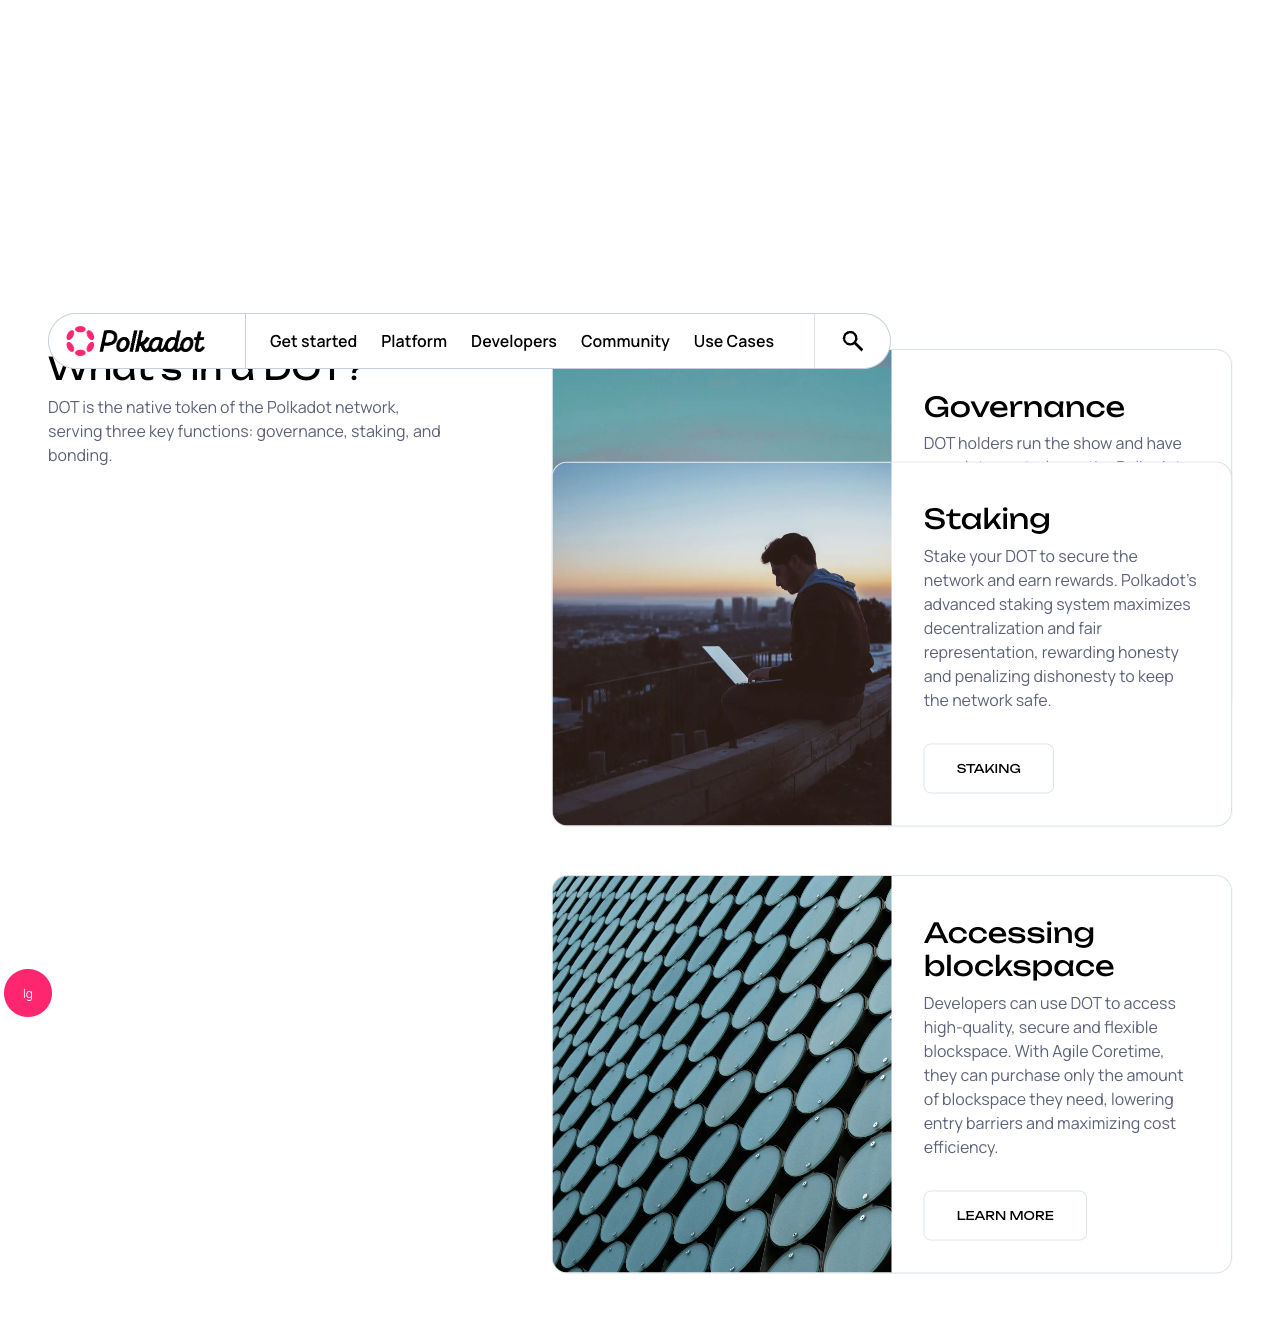 Polkadot
Get started
Platform
Developers
Community
Use Cases
What's in a DOT?
DOT is the native token of the Polkadot network,
serving three key functions: governance, staking, and
bonding.
Governance
DOT holders run the show and have
Staking
Stake your DOT to secure the
network and earn rewards. Polkadot’s
advanced staking system maximizes
decentralization and fair
representation, rewarding honesty
and penalizing dishonesty to keep
the network safe.
STAKING
Accessing
blockspace
Developers can use DOT to access
high-quality, secure and flexible
blockspace. With Agile Coretime,
they can purchase only the amount
of blockspace they need, lowering
entry barriers and maximizing cost
efficiency.
LEARN MORE
lg